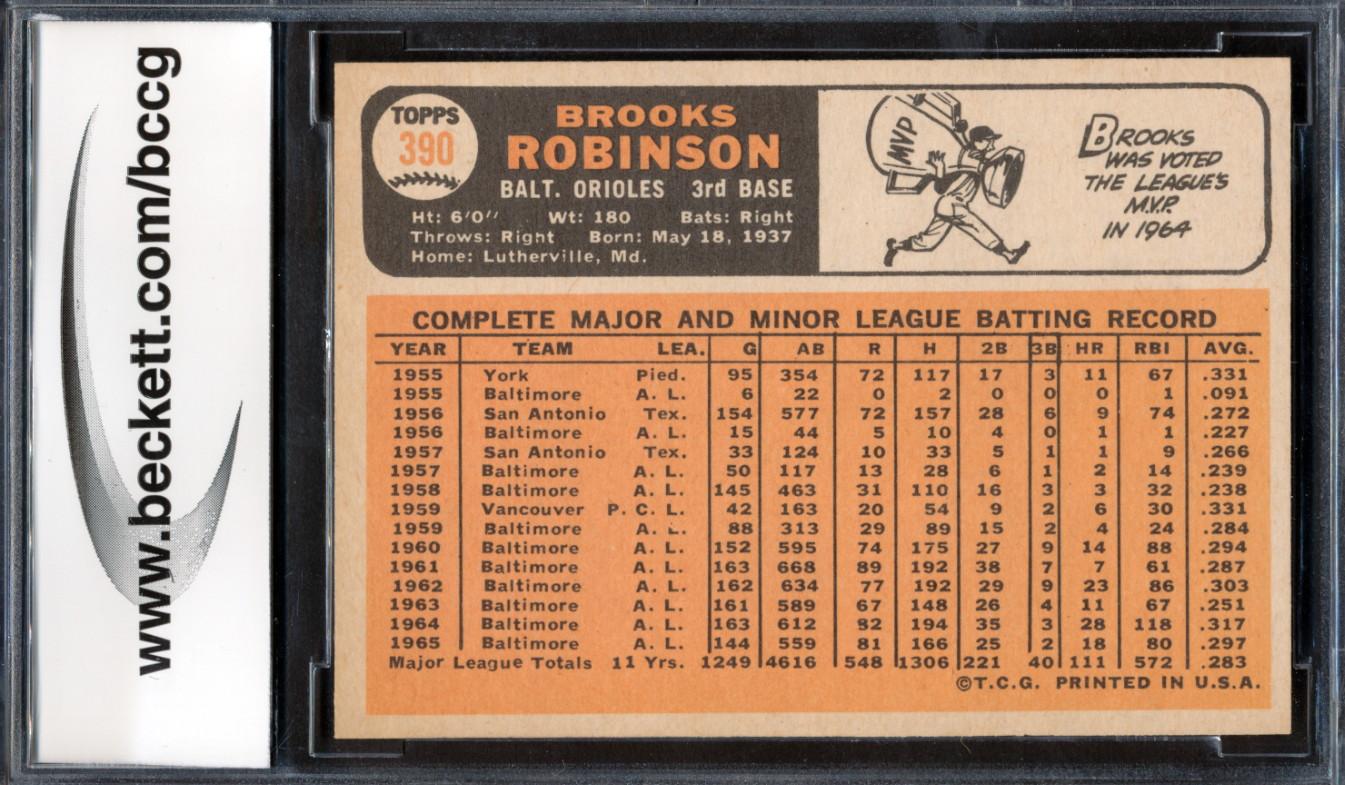 www.beckett.com/bccg
TOPPS
390
BROOKS
ROBINSON
BALT. ORIOLES 3rd BASE
Ht: 6'0" Wt: 180 Bats: Right
Throws: Right Born: May 18, 1937
Home: Lutherville, Md.
MVP
BROOKS
WAS VOTED
THE LEAGUE'S
M.V.P.
IN 1964
COMPLETE MAJOR AND MINOR LEAGUE BATTING RECORD
YEAR TEAM LEA. G AB R H 2B 3B HR RBI AVG.
1955 York Pied. 95 354 72 117 17 3 11 67 .331
1955 Baltimore A. L. 6 22 0 2 0 0 0 1 .091
1956 San Antonio Tex. 154 577 72 157 28 6 9 74 .272
1956 Baltimore A. L. 15 44 5 10 4 0 1 1 .227
1957 San Antonio Tex. 33 124 10 33 5 1 1 9 .266
1957 Baltimore A. L. 50 117 13 28 6 1 2 14 .239
1958 Baltimore A. L. 145 463 31 110 16 3 3 32 .238
1959 Vancouver P. C. L. 42 163 20 54 9 2 6 30 .331
1959 Baltimore A. L. 88 313 29 89 15 2 4 24 .284
1960 Baltimore A. L. 152 595 74 175 27 9 14 88 .294
1961 Baltimore A. L. 163 668 89 192 38 7 7 61 .287
1962 Baltimore A. L. 162 634 77 192 29 9 23 86 .303
1963 Baltimore A. L. 161 589 67 148 26 4 11 67 .251
1964 Baltimore A. L. 163 612 82 194 35 3 28 118 .317
1965 Baltimore A. L. 144 559 81 166 25 2 18 80 .297
Major League Totals 11 Yrs. 1249 4616 548 1306 221 40 111 572 .283
©T.C.G. PRINTED IN U.S.A.